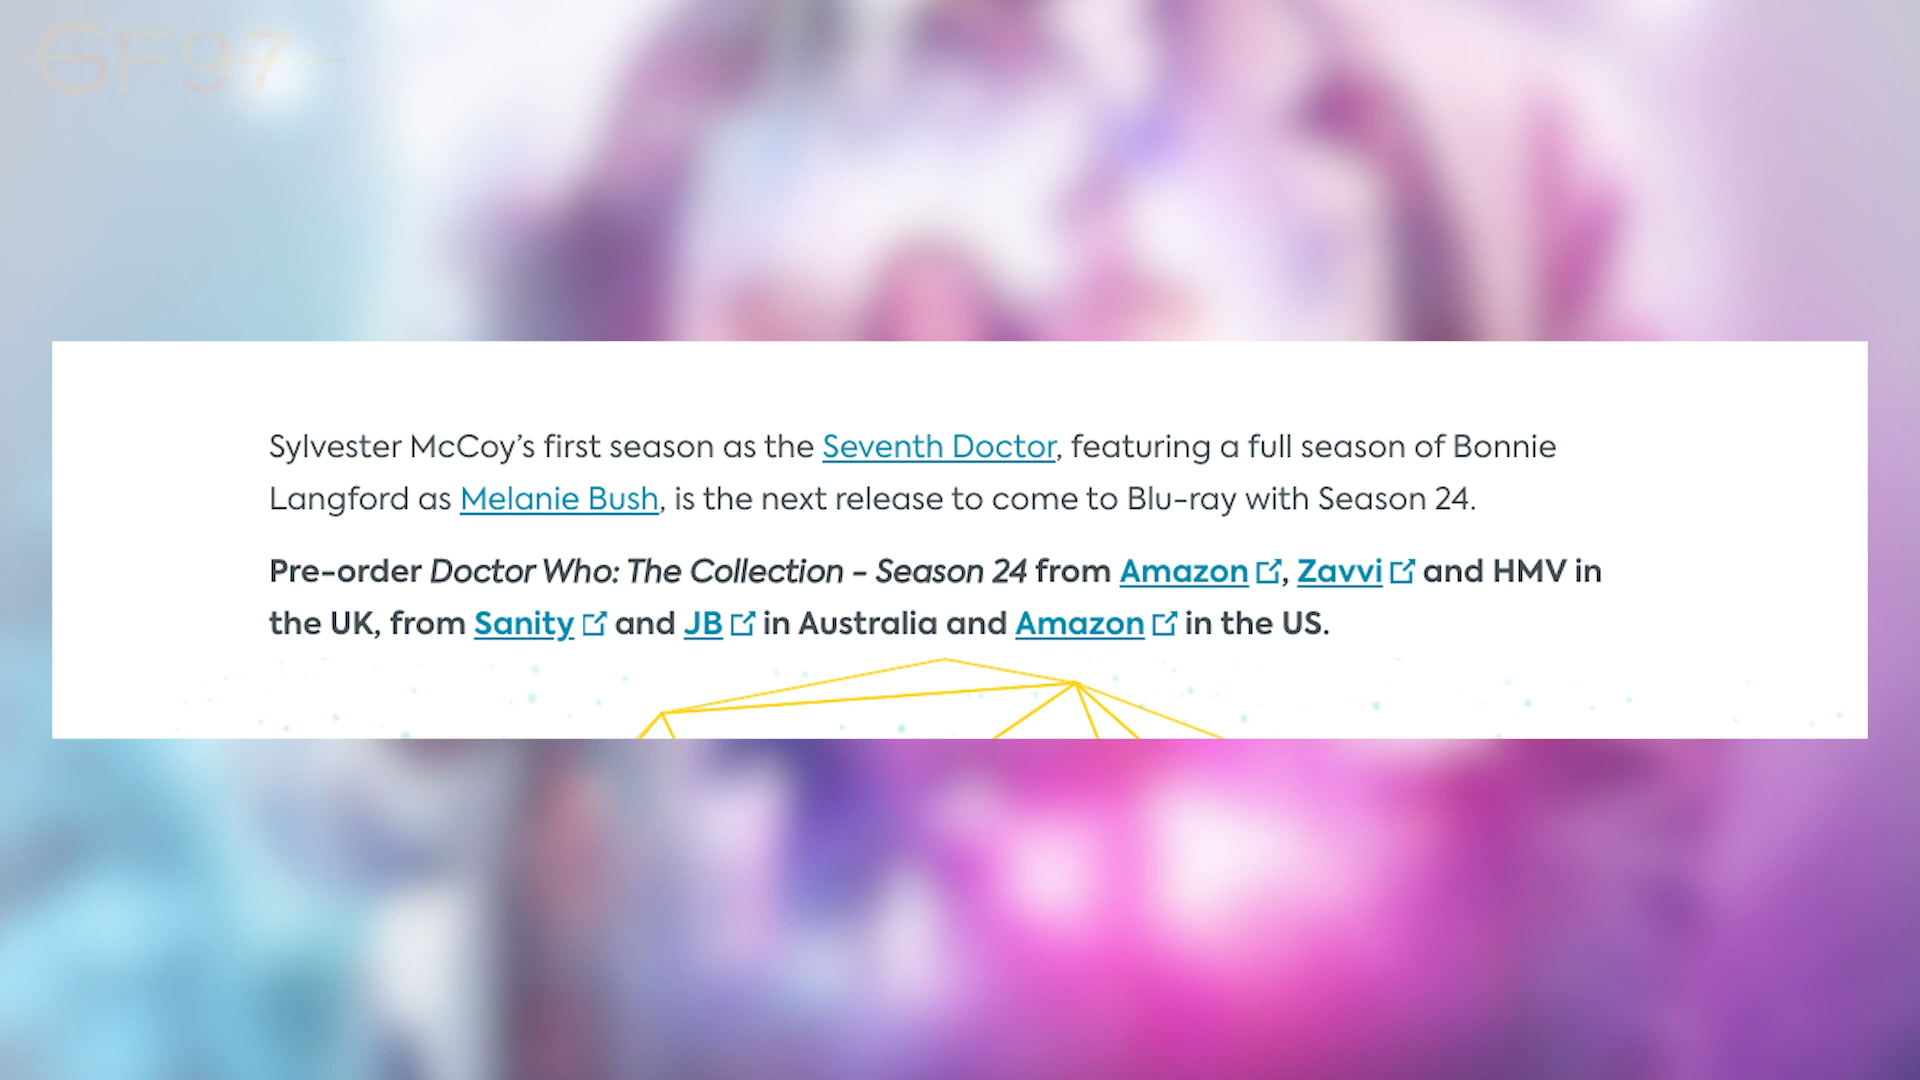 GF97
Sylvester McCoy’s first season as the Seventh Doctor, featuring a full season of Bonnie
Langford as Melanie Bush, is the next release to come to Blu-ray with Season 24.
Pre-order Doctor Who: The Collection - Season 24 from Amazon, Zavvi and HMV in
the UK, from Sanity and JB in Australia and Amazon in the US.